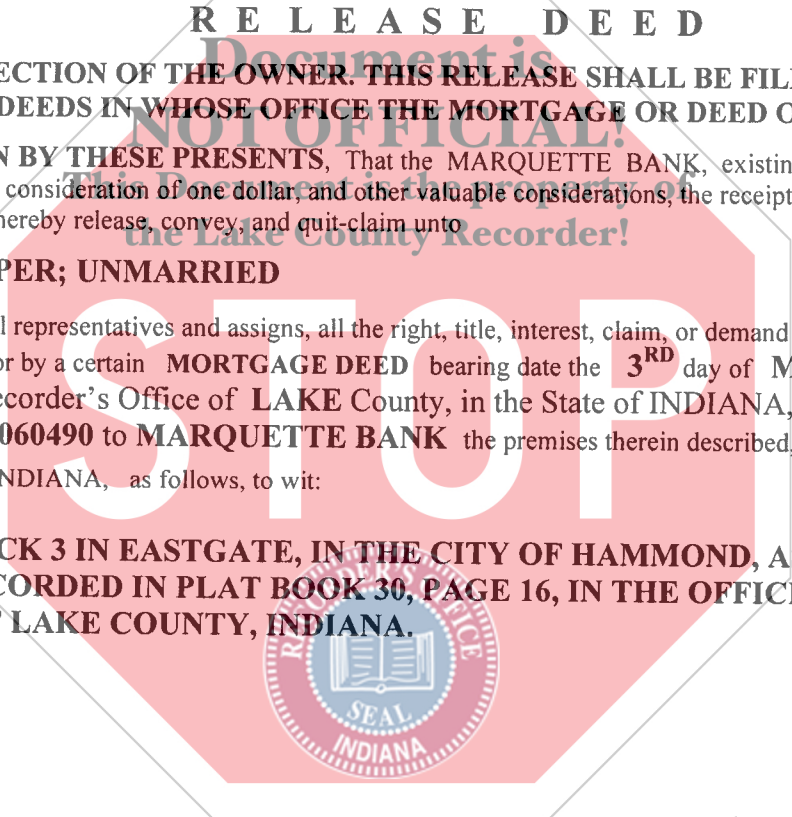 RELEASE DEED
Document is
ECTION OF THE OWNER. THIS RELEASE SHALL BE FIL
DEEDS IN WHOSE OFFICE THE MORTGAGE OR DEED O
NOT OFFICIAL!
N BY THESE PRESENTS, That the MARQUETTE BANK, existin
This Document is the property of
consideration of one dollar, and other valuable considerations, the receipt
hereby release, convey, and quit-claim unto
the Lake County Recorder!
PER; UNMARRIED
l representatives and assigns, all the right, title, interest, claim, or demand
or by a certain MORTGAGE DEED bearing date the 3RD day of M
ecorder's Office of LAKE County, in the State of INDIANA,
060490 to MARQUETTE BANK the premises therein described,
NDIANA, as follows, to wit:
STOP
CK 3 IN EASTGATE, IN THE CITY OF HAMMOND, A
CORDED IN PLAT BOOK 30, PAGE 16, IN THE OFFIC
LAKE COUNTY, INDIANA.
RECORDER'S OFFICE
SEAL
INDIANA